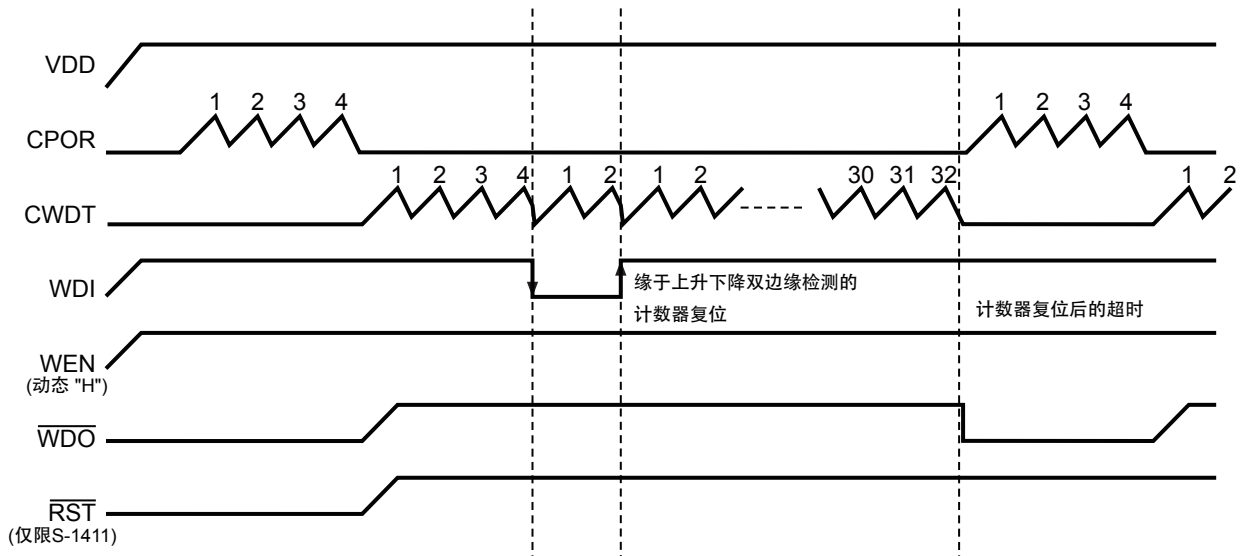 VDD
1 2 3 4 1 2 3 4
CPOR
1 2 3 4 1 2 1 2 30 31 32 1 2
CWDT
WDI
缘于上升下降双边缘检测的
计数器复位
计数器复位后的超时
WEN
(动态 "H")
WDO
RST
(仅限S-1411)